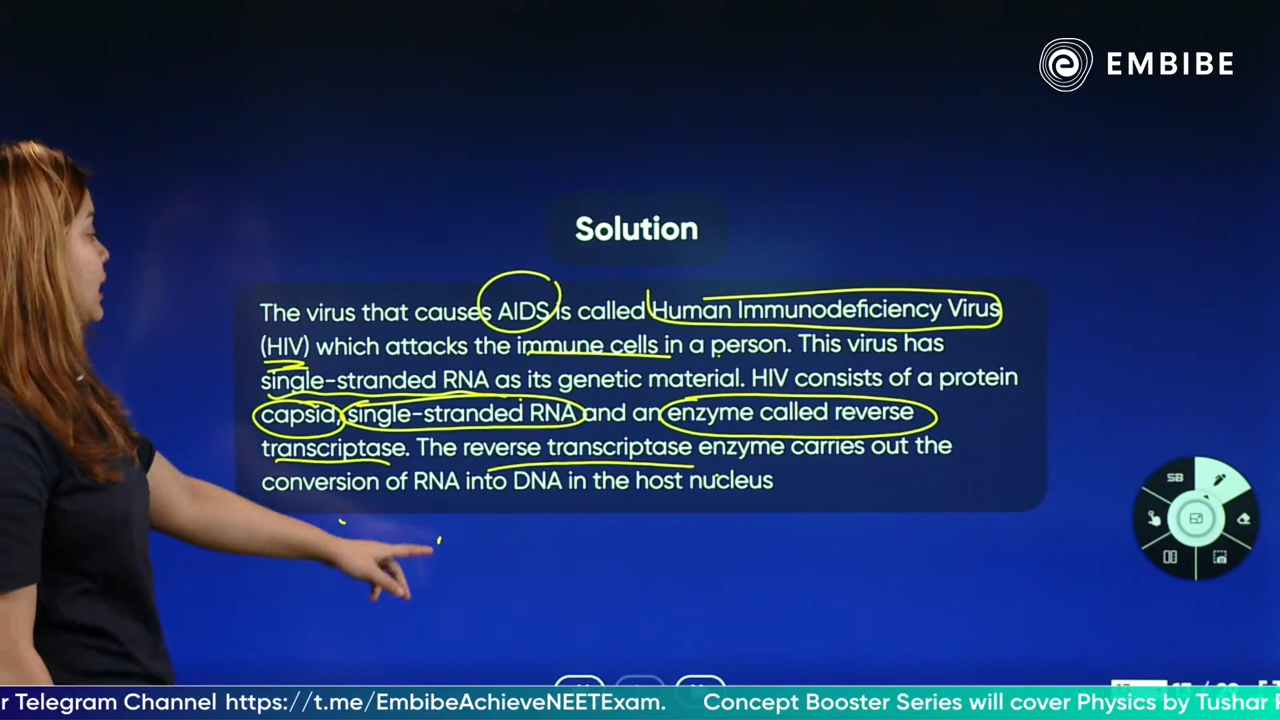 EMBIBE
Solution
The virus that causes AIDS is called Human Immunodeficiency Virus
(HIV) which attacks the immune cells in a person. This virus has
single-stranded RNA as its genetic material. HIV consists of a protein
capsid, single-stranded RNA and an enzyme called reverse
transcriptase. The reverse transcriptase enzyme carries out the
conversion of RNA into DNA in the host nucleus
SB
r Telegram Channel https://t.me/EmbibeAchieveNEETExam. Concept Booster Series will cover Physics by Tushar